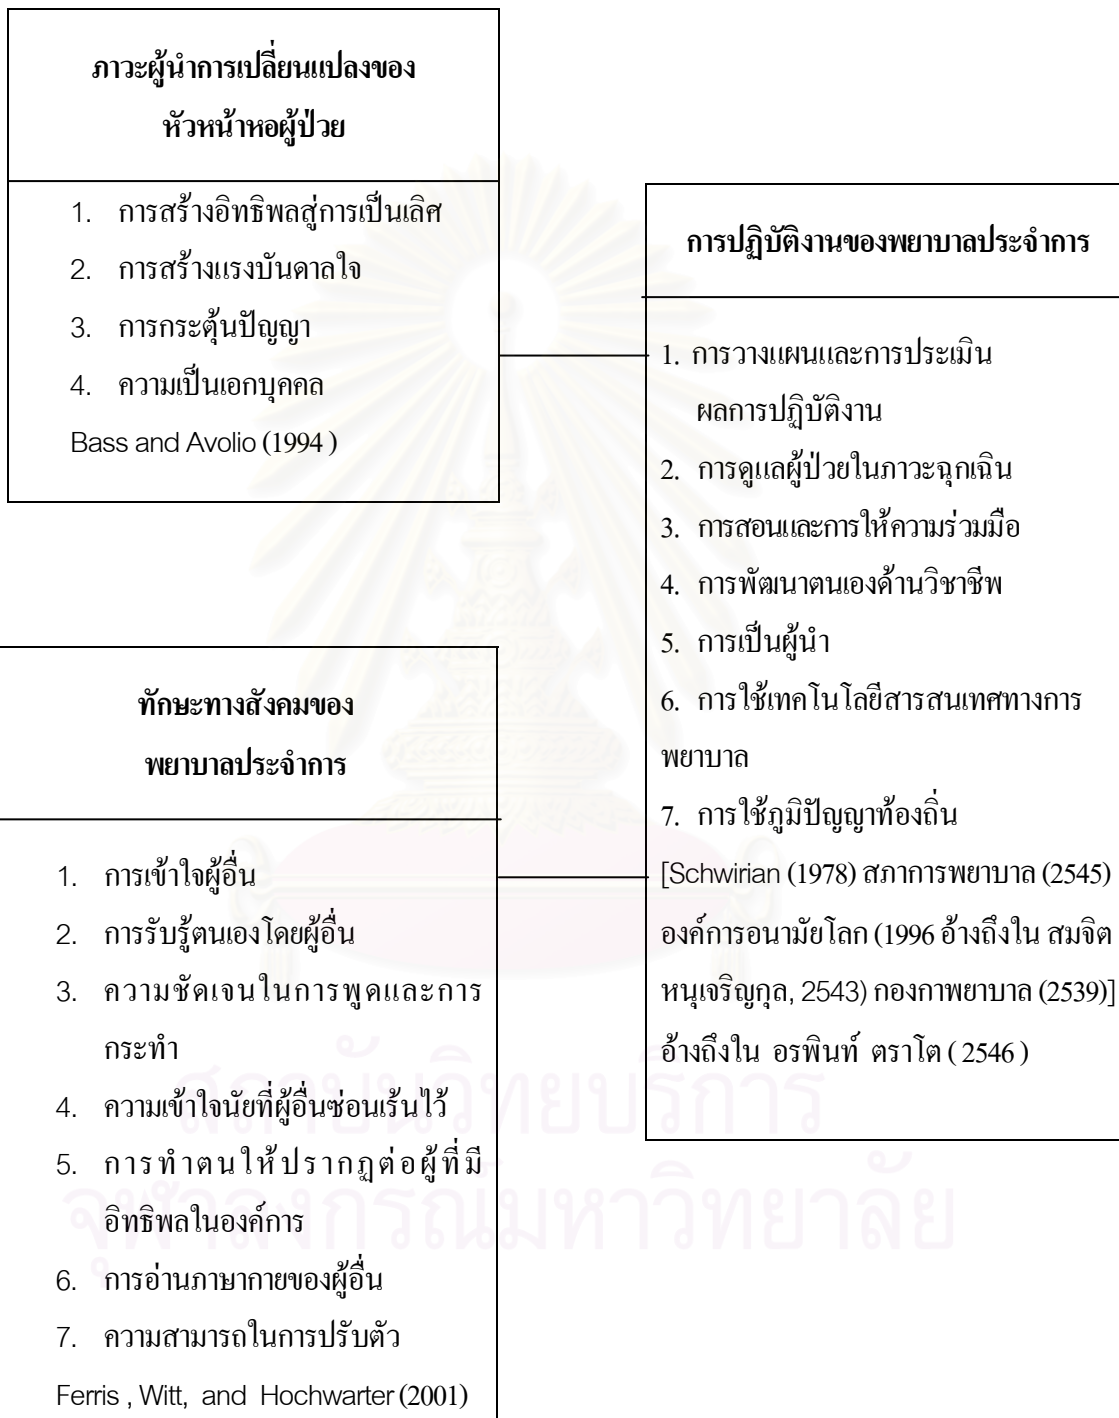 ภาวะผู้นำการเปลี่ยนแปลงของ
หัวหน้าหอผู้ป่วย
1. การสร้างอิทธิพลสู่การเป็นเลิศ
2. การสร้างแรงบันดาลใจ
3. การกระตุ้นปัญญา
4. ความเป็นเอกบุคคล
Bass and Avolio (1994 )
การปฏิบัติงานของพยาบาลประจำการ
1. การวางแผนและการประเมิน
ผลการปฏิบัติงาน
2. การดูแลผู้ป่วยในภาวะฉุกเฉิน
3. การสอนและการให้ความร่วมมือ
4. การพัฒนาตนเองด้านวิชาชีพ
5. การเป็นผู้นำ
6. การใช้เทคโนโลยีสารสนเทศทางการ
พยาบาล
7. การใช้ภูมิปัญญาท้องถิ่น
[Schwirian (1978) สภาการพยาบาล (2545)
องค์การอนามัยโลก (1996 อ้างถึงใน สมจิต
หนุเจริญกุล, 2543) กองกาพยาบาล (2539)]
อ้างถึงใน อรพินท์ ตราโต ( 2546 )
ทักษะทางสังคมของ
พยาบาลประจำการ
1. การเข้าใจผู้อื่น
2. การรับรู้ตนเองโดยผู้อื่น
3. ความชัดเจนในการพูดและการ
กระทำ
4. ความเข้าใจนัยที่ผู้อื่นซ่อนเร้นไว้
5. การทำตนให้ปรากฏต่อผู้ที่มี
อิทธิพลในองค์การ
6. การอ่านภาษากายของผู้อื่น
7. ความสามารถในการปรับตัว
Ferris , Witt, and Hochwarter (2001)
สถาบันวิทยบริการ
จุฬาลงกรณ์มหาวิทยาลัย